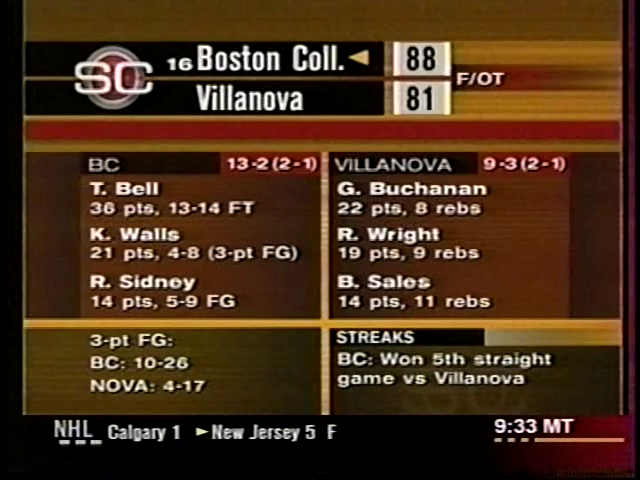 SC
16 Boston Coll. ◄ 88
Villanova 81
F/OT
BC 13-2 (2-1)
T. Bell
36 pts, 13-14 FT
K. Walls
21 pts, 4-8 (3-pt FG)
R. Sidney
14 pts, 5-9 FG
VILLANOVA 9-3 (2-1)
G. Buchanan
22 pts, 8 rebs
R. Wright
19 pts, 9 rebs
B. Sales
14 pts, 11 rebs
3-pt FG:
BC: 10-26
NOVA: 4-17
STREAKS
BC: Won 5th straight
game vs Villanova
NHL Calgary 1 ►New Jersey 5 F
9:33 MT